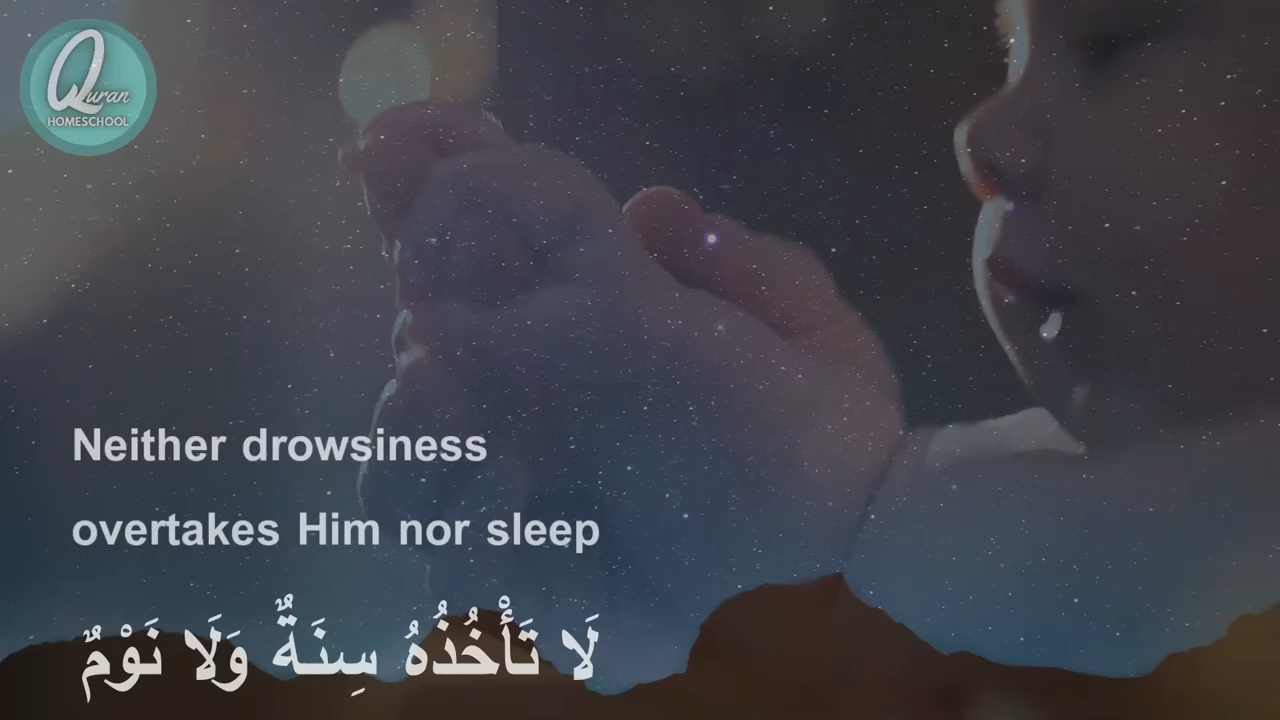 Quran
HOMESCHOOL
Neither drowsiness
overtakes Him nor sleep
لَا تَأْخُذُهُ سِنَةٌ وَلَا نَوْمٌ